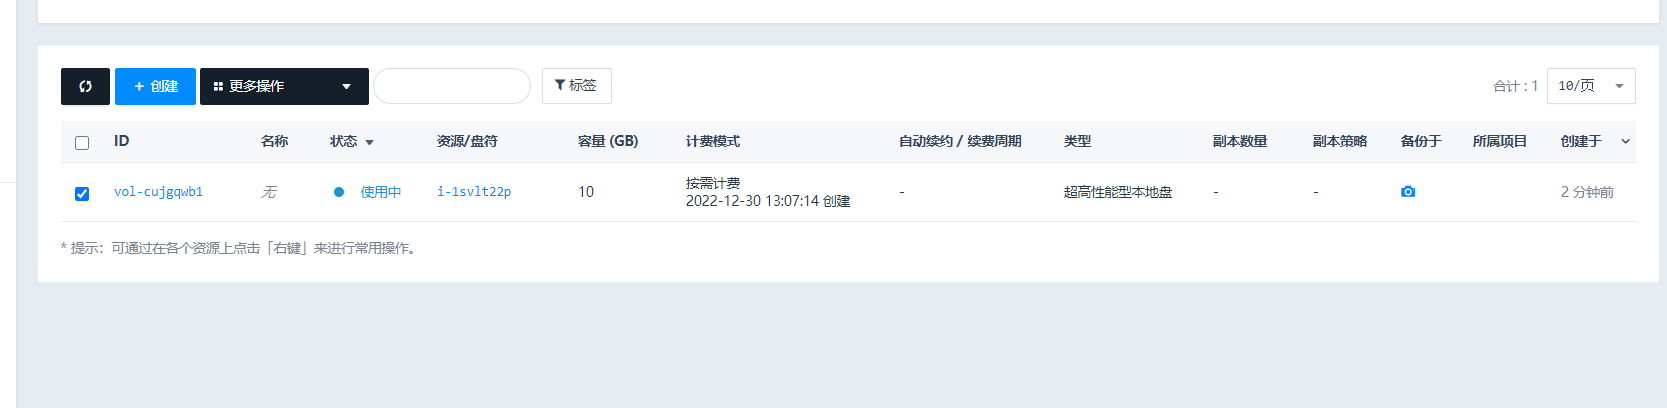 + 创建 更多操作 标签 合计 : 1 10/页
ID 名称 状态 资源/盘符 容量 (GB) 计费模式 自动续约 / 续费周期 类型 副本数量 副本策略 备份于 所属项目 创建于
vol-cujgqwb1 无 使用中 i-1svlt22p 10 按需计费 - 超高性能型本地盘 - - 2 分钟前
2022-12-30 13:07:14 创建
* 提示：可通过在各个资源上点击「右键」来进行常用操作。